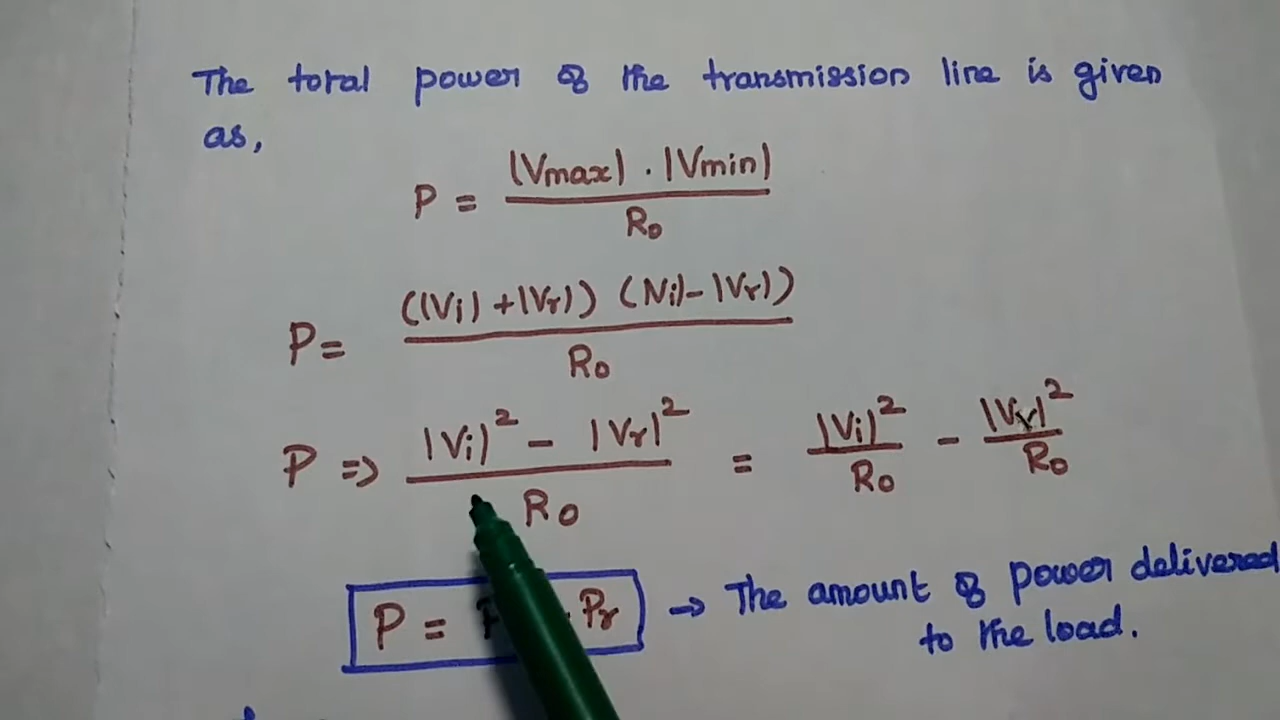 The total power of the transmission line is given
as,
P = |Vmax| . |Vmin| / R0
P = (|Vi| + |Vr|) (|Vi| - |Vr|) / R0
P => |Vi|² - |Vr|² / R0 = |Vi|² / R0 - |Vr|² / R0
P = Pr → The amount of power delivered
to the load.